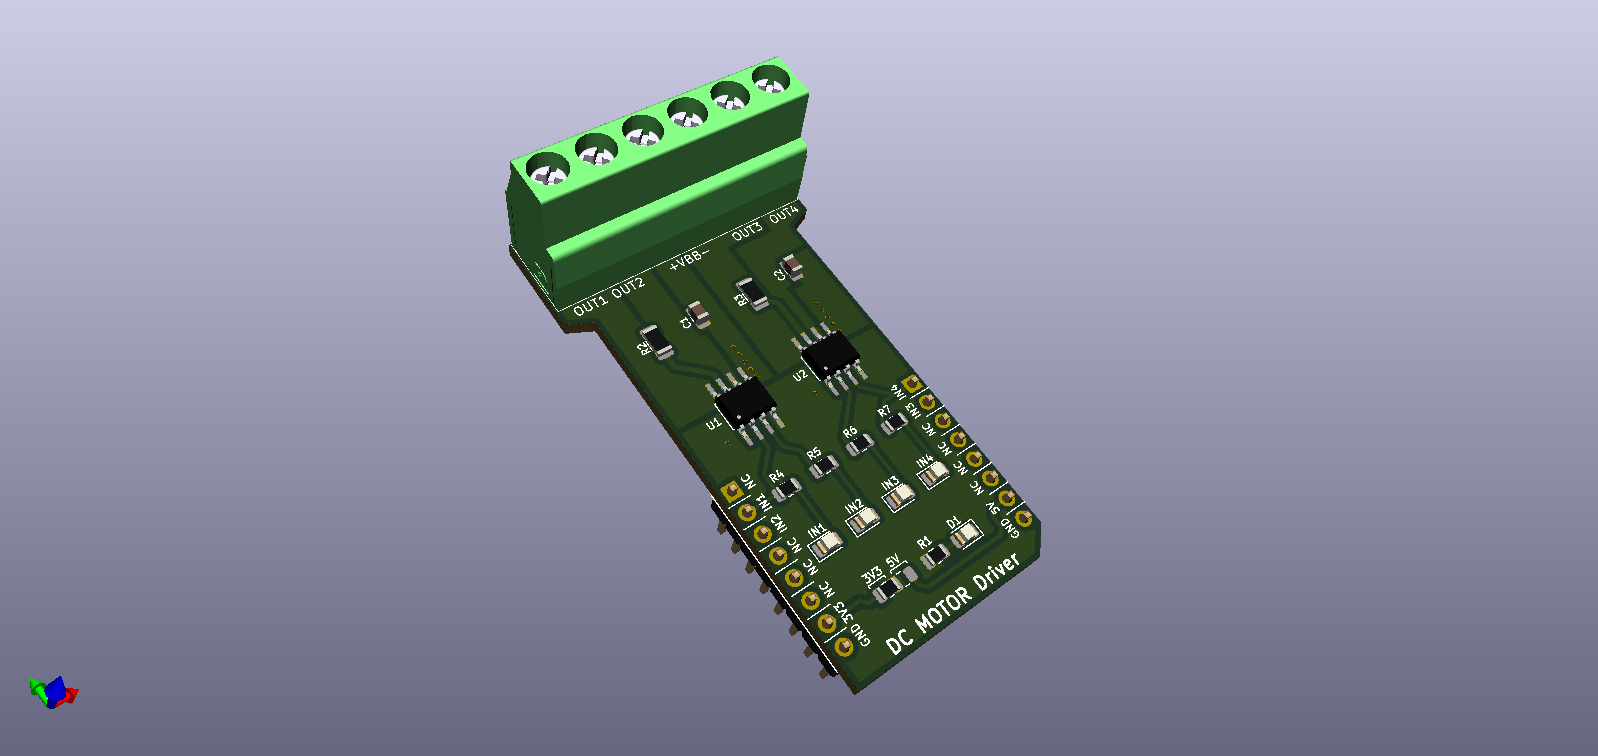 OUT1 OUT2 +VBB- OUT3 OUT4
R2
C1
R3
C2
U1
U2
R4
R5
R6
R7
IN1
IN2
IN3
IN4
NC
IN1
IN2
NC
NC
NC
3V3
GND
IN4
IN3
NC
NC
NC
NC
5V
GND
3V3 5V
R1
D1
DC MOTOR Driver